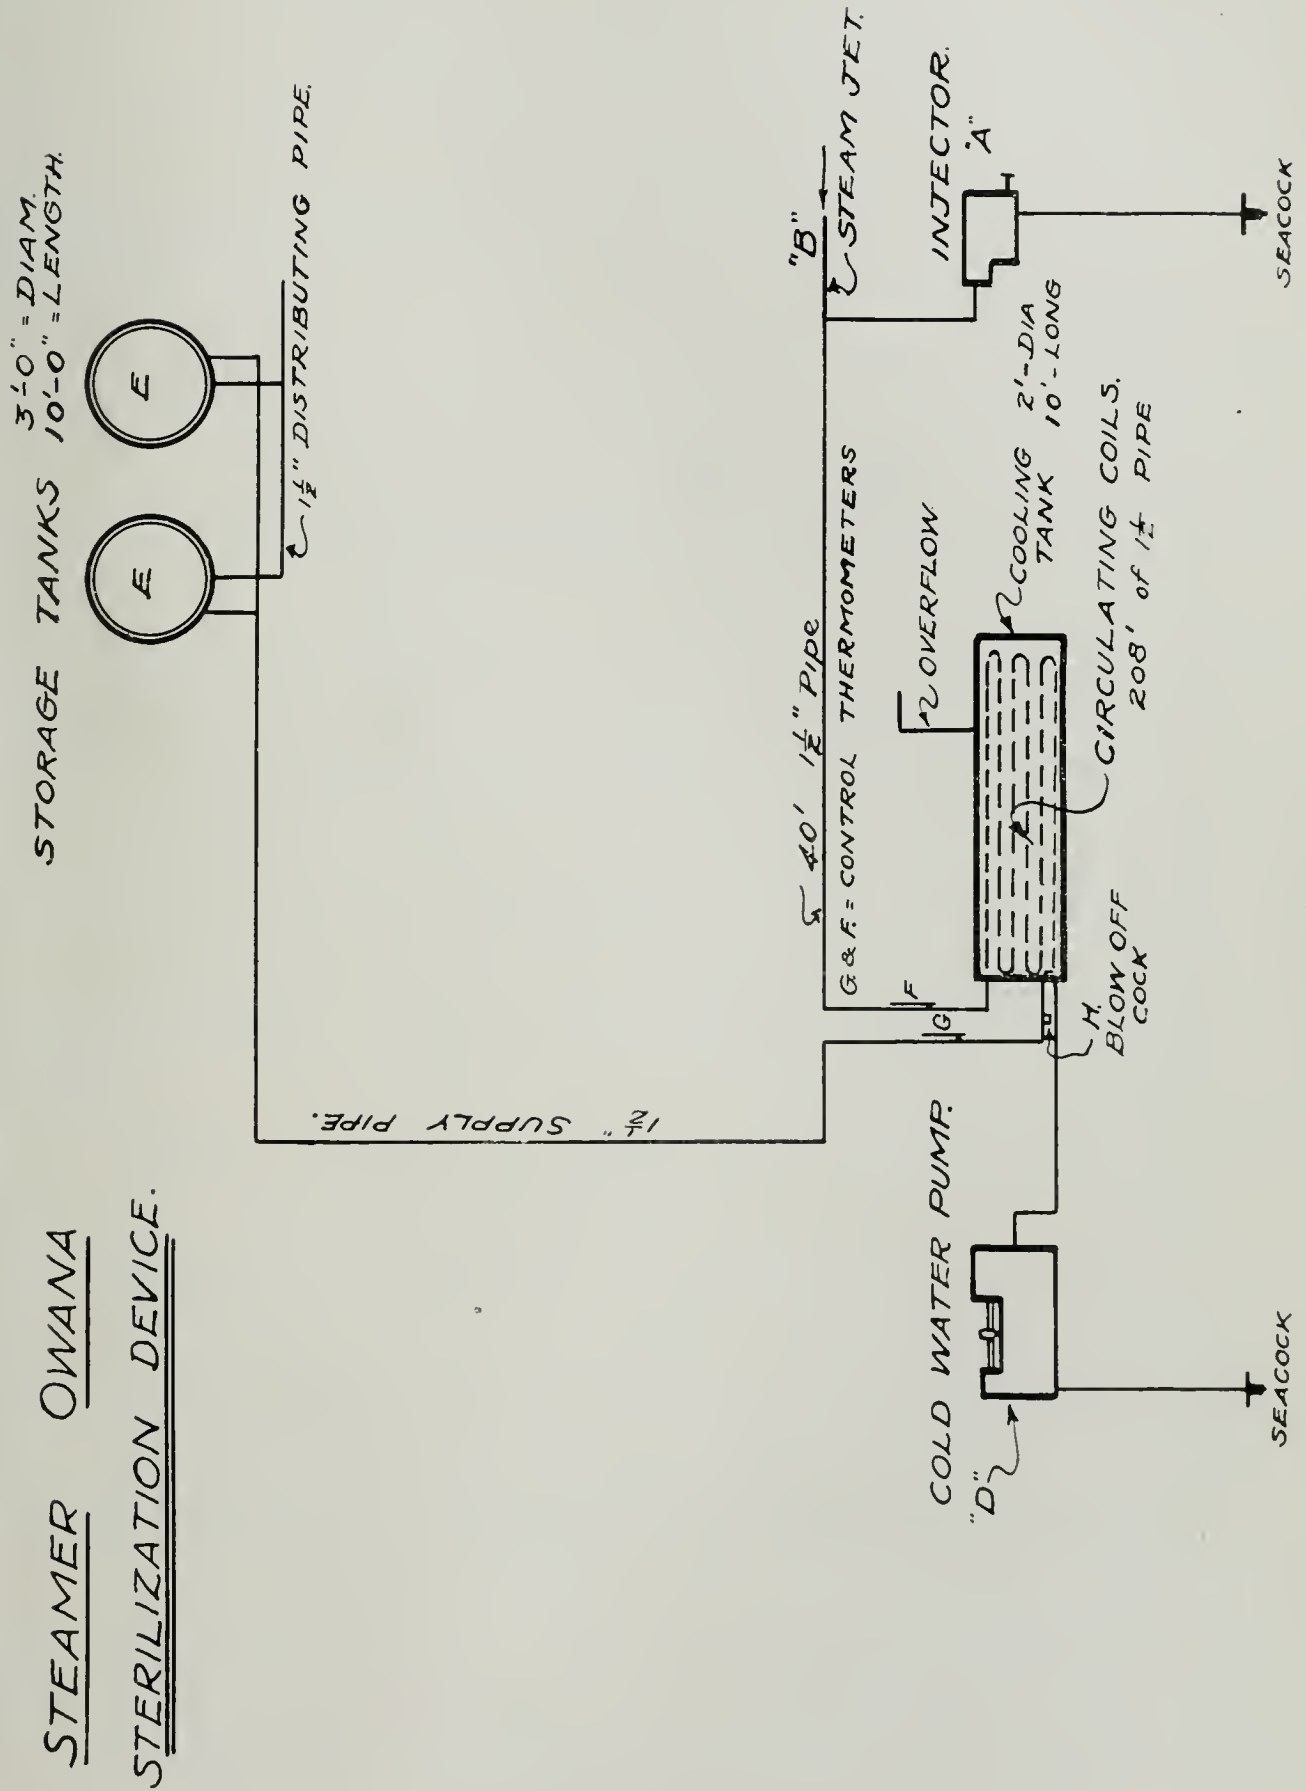 STEAMER OWANA
STERILIZATION DEVICE.
STORAGE TANKS
3'-0" = DIAM.
10'-0" = LENGTH.
E
E
1½" DISTRIBUTING PIPE.
1½" SUPPLY PIPE.
40' 1½" Pipe
"B"
STEAM JET.
G & F. = CONTROL THERMOMETERS
F
G
OVERFLOW
INJECTOR.
"A"
COOLING TANK
2'-DIA
10'-LONG
CIRCULATING COILS.
208' of 1½ PIPE
H.
BLOW OFF
COCK
COLD WATER PUMP.
"D"
SEACOCK
SEACOCK